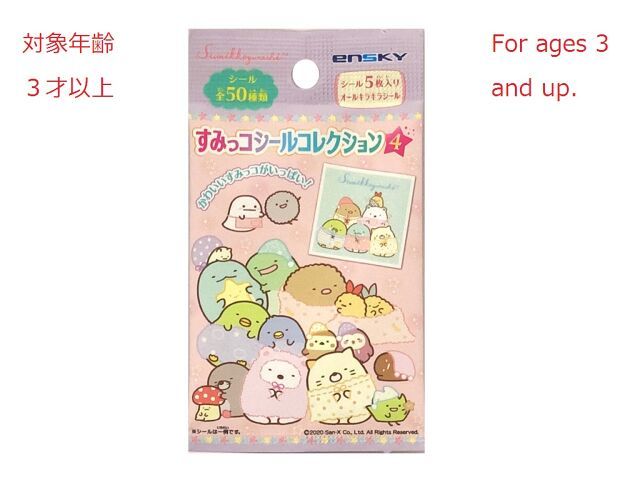 対象年齢
３才以上
For ages 3
and up.
Sumikkogurashi™
ensky
シール
全50種類
シール5枚入り
オールキラキラシール
すみっコシールコレクション4
かわいいすみっコがいっぱい!
Sumikkogurashi
※シールは一例です。
©2020 San-X Co., Ltd. All Rights Reserved.